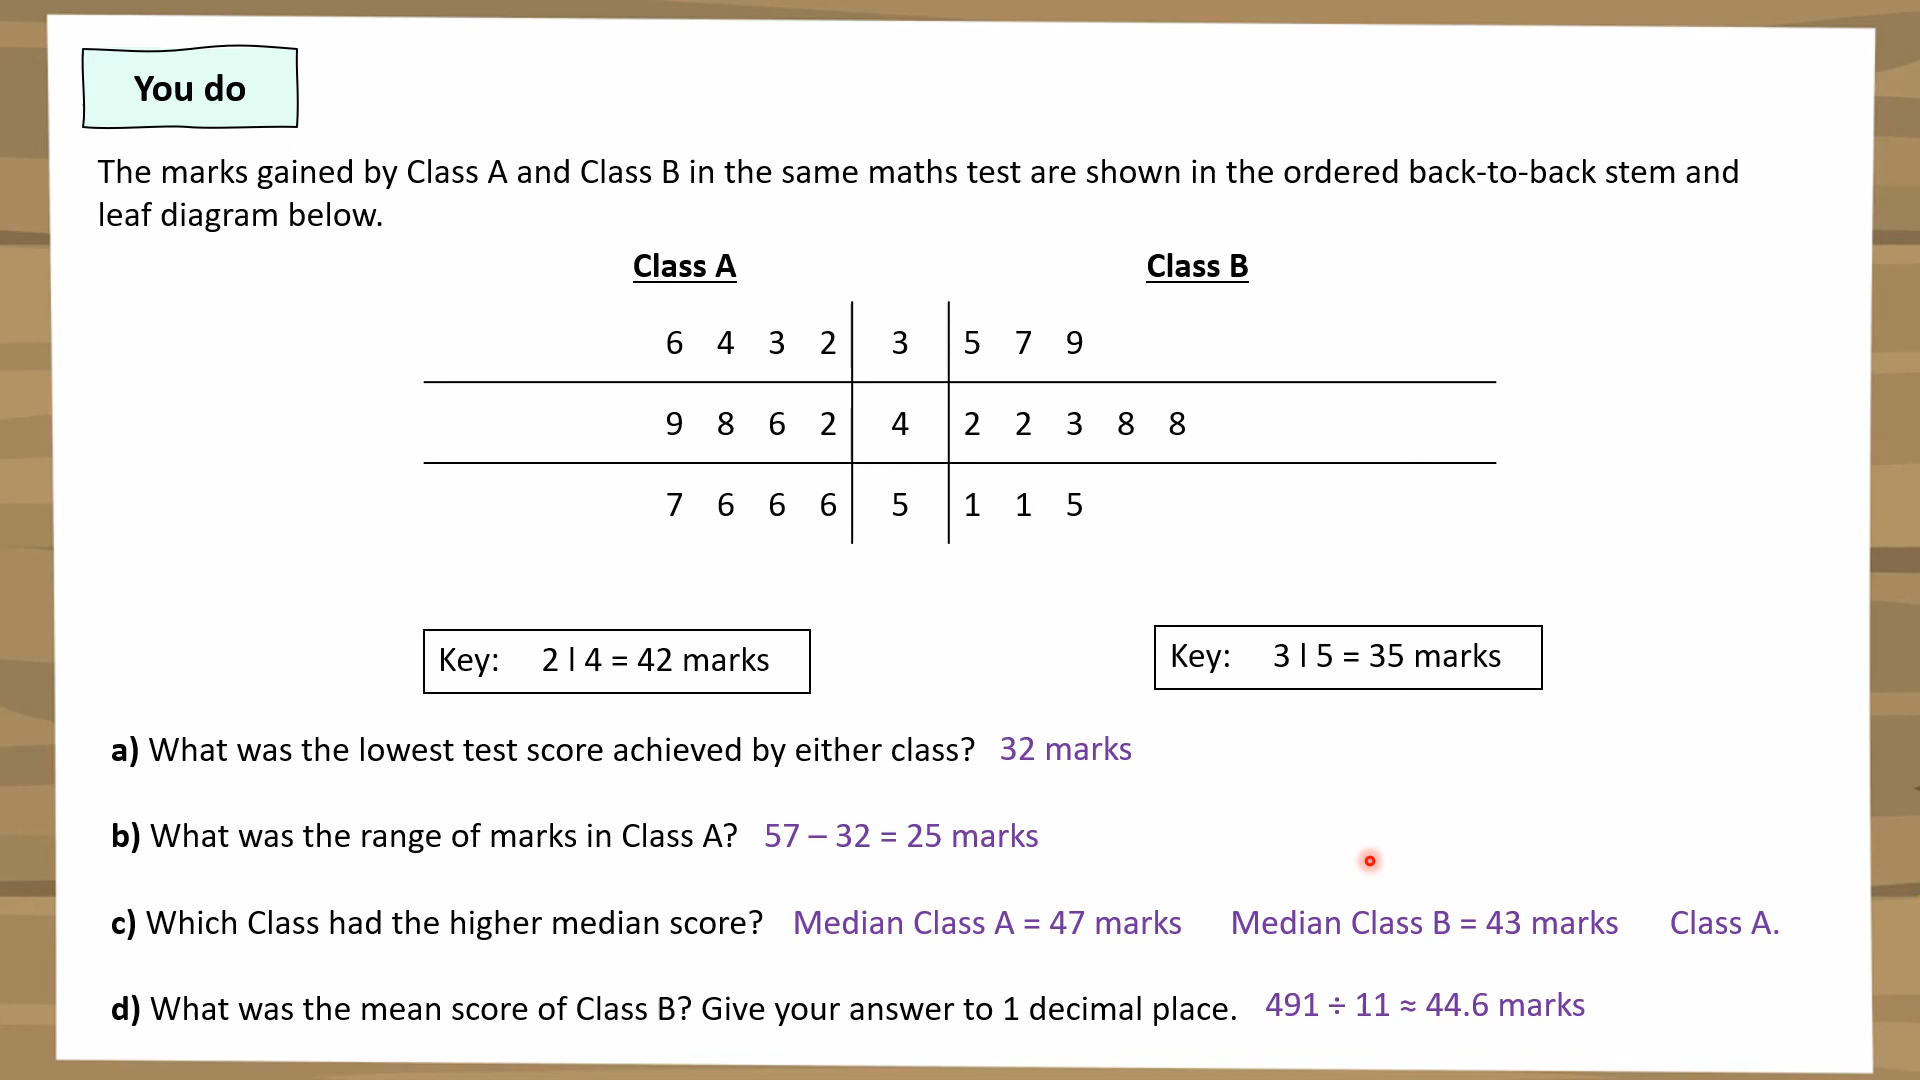 You do
The marks gained by Class A and Class B in the same maths test are shown in the ordered back-to-back stem and
leaf diagram below.
Class A Class B
6 4 3 2 3 5 7 9
9 8 6 2 4 2 2 3 8 8
7 6 6 6 5 1 1 5
Key: 2 l 4 = 42 marks Key: 3 l 5 = 35 marks
a) What was the lowest test score achieved by either class? 32 marks
b) What was the range of marks in Class A? 57 – 32 = 25 marks
c) Which Class had the higher median score? Median Class A = 47 marks Median Class B = 43 marks Class A.
d) What was the mean score of Class B? Give your answer to 1 decimal place. 491 ÷ 11 ≈ 44.6 marks